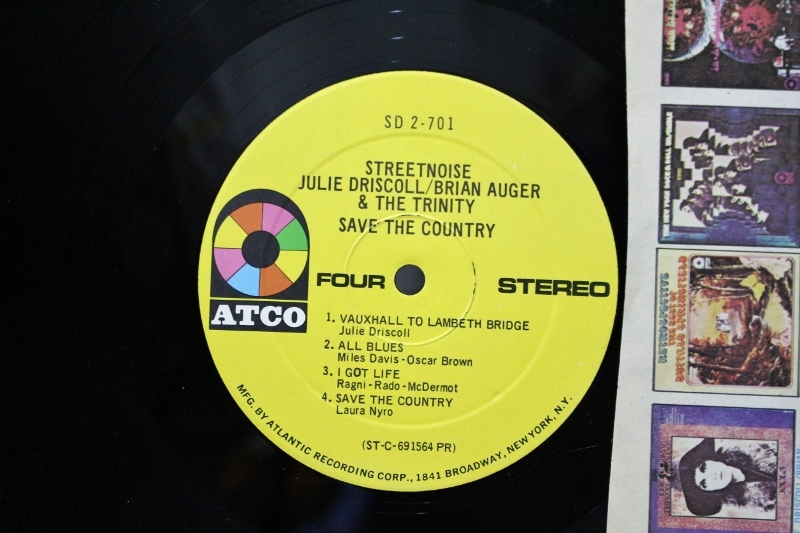 SD 2-701
STREETNOISE
JULIE DRISCOLL/BRIAN AUGER
& THE TRINITY
SAVE THE COUNTRY
ATCO
FOUR
STEREO
1. VAUXHALL TO LAMBETH BRIDGE
Julie Driscoll
2. ALL BLUES
Miles Davis-Oscar Brown
3. I GOT LIFE
Ragni-Rado-McDermot
4. SAVE THE COUNTRY
Laura Nyro
(ST-C-691564 PR)
MFG. BY ATLANTIC RECORDING CORP., 1841 BROADWAY, NEW YORK, N.Y.